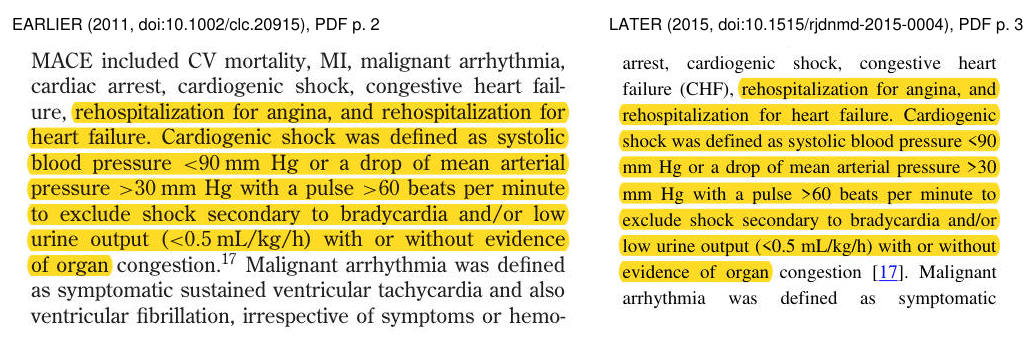 EARLIER (2011, doi:10.1002/clc.20915), PDF p. 2
MACE included CV mortality, MI, malignant arrhythmia,
cardiac arrest, cardiogenic shock, congestive heart fail-
ure, rehospitalization for angina, and rehospitalization for
heart failure. Cardiogenic shock was defined as systolic
blood pressure <90 mm Hg or a drop of mean arterial
pressure >30 mm Hg with a pulse >60 beats per minute
to exclude shock secondary to bradycardia and/or low
urine output (<0.5 mL/kg/h) with or without evidence
of organ congestion.17 Malignant arrhythmia was defined
as symptomatic sustained ventricular tachycardia and also
ventricular fibrillation, irrespective of symptoms or hemo-
LATER (2015, doi:10.1515/rjdnmd-2015-0004), PDF p. 3
arrest, cardiogenic shock, congestive heart
failure (CHF), rehospitalization for angina, and
rehospitalization for heart failure. Cardiogenic
shock was defined as systolic blood pressure <90
mm Hg or a drop of mean arterial pressure >30
mm Hg with a pulse >60 beats per minute to
exclude shock secondary to bradycardia and/or
low urine output (<0.5 mL/kg/h) with or without
evidence of organ congestion [17]. Malignant
arrhythmia was defined as symptomatic